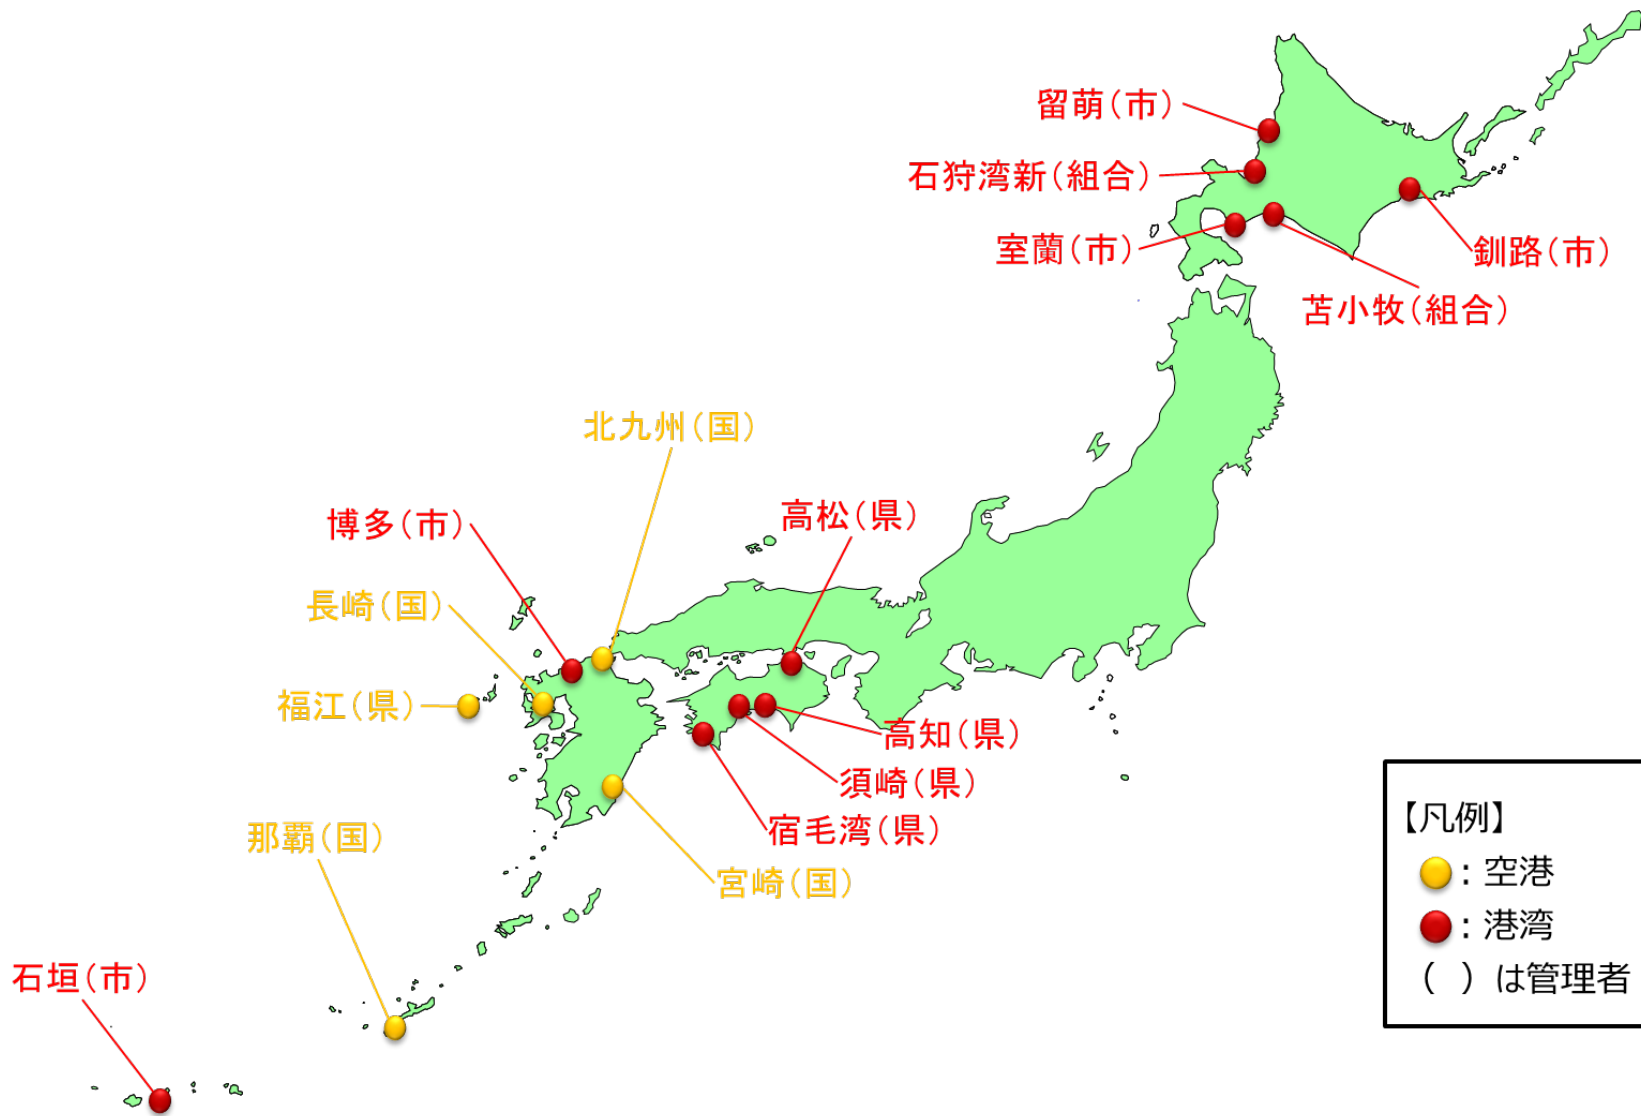 留萌(市)
石狩湾新(組合)
室蘭(市)
釧路(市)
苫小牧(組合)
北九州(国)
博多(市)
高松(県)
長崎(国)
福江(県)
高知(県)
須崎(県)
宿毛湾(県)
那覇(国)
宮崎(国)
石垣(市)
【凡例】
:空港
:港湾
( )は管理者